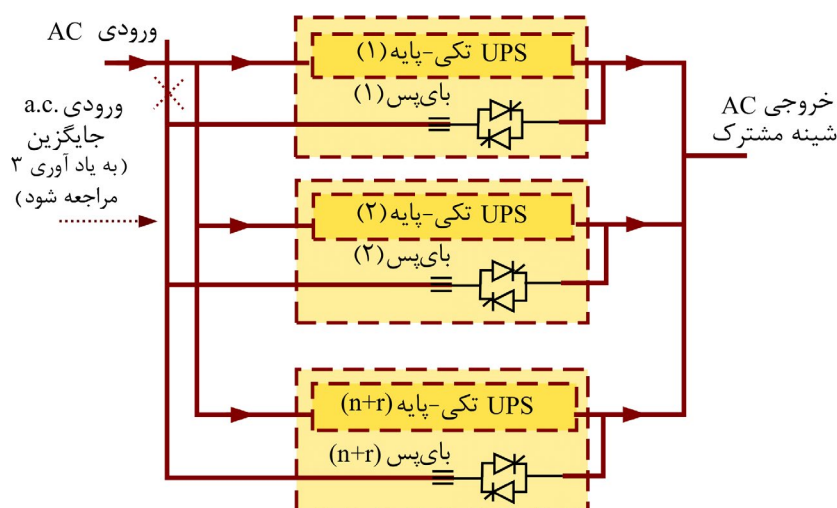 ورودی AC
ورودی a.c.
جایگزین
(به یاد آوری ۳
مراجعه شود)
UPS تکی-پایه (۱)
بای‌پس (۱)
UPS تکی-پایه (۲)
بای‌پس (۲)
UPS تکی-پایه (n+r)
بای‌پس (n+r)
خروجی AC
شینه مشترک